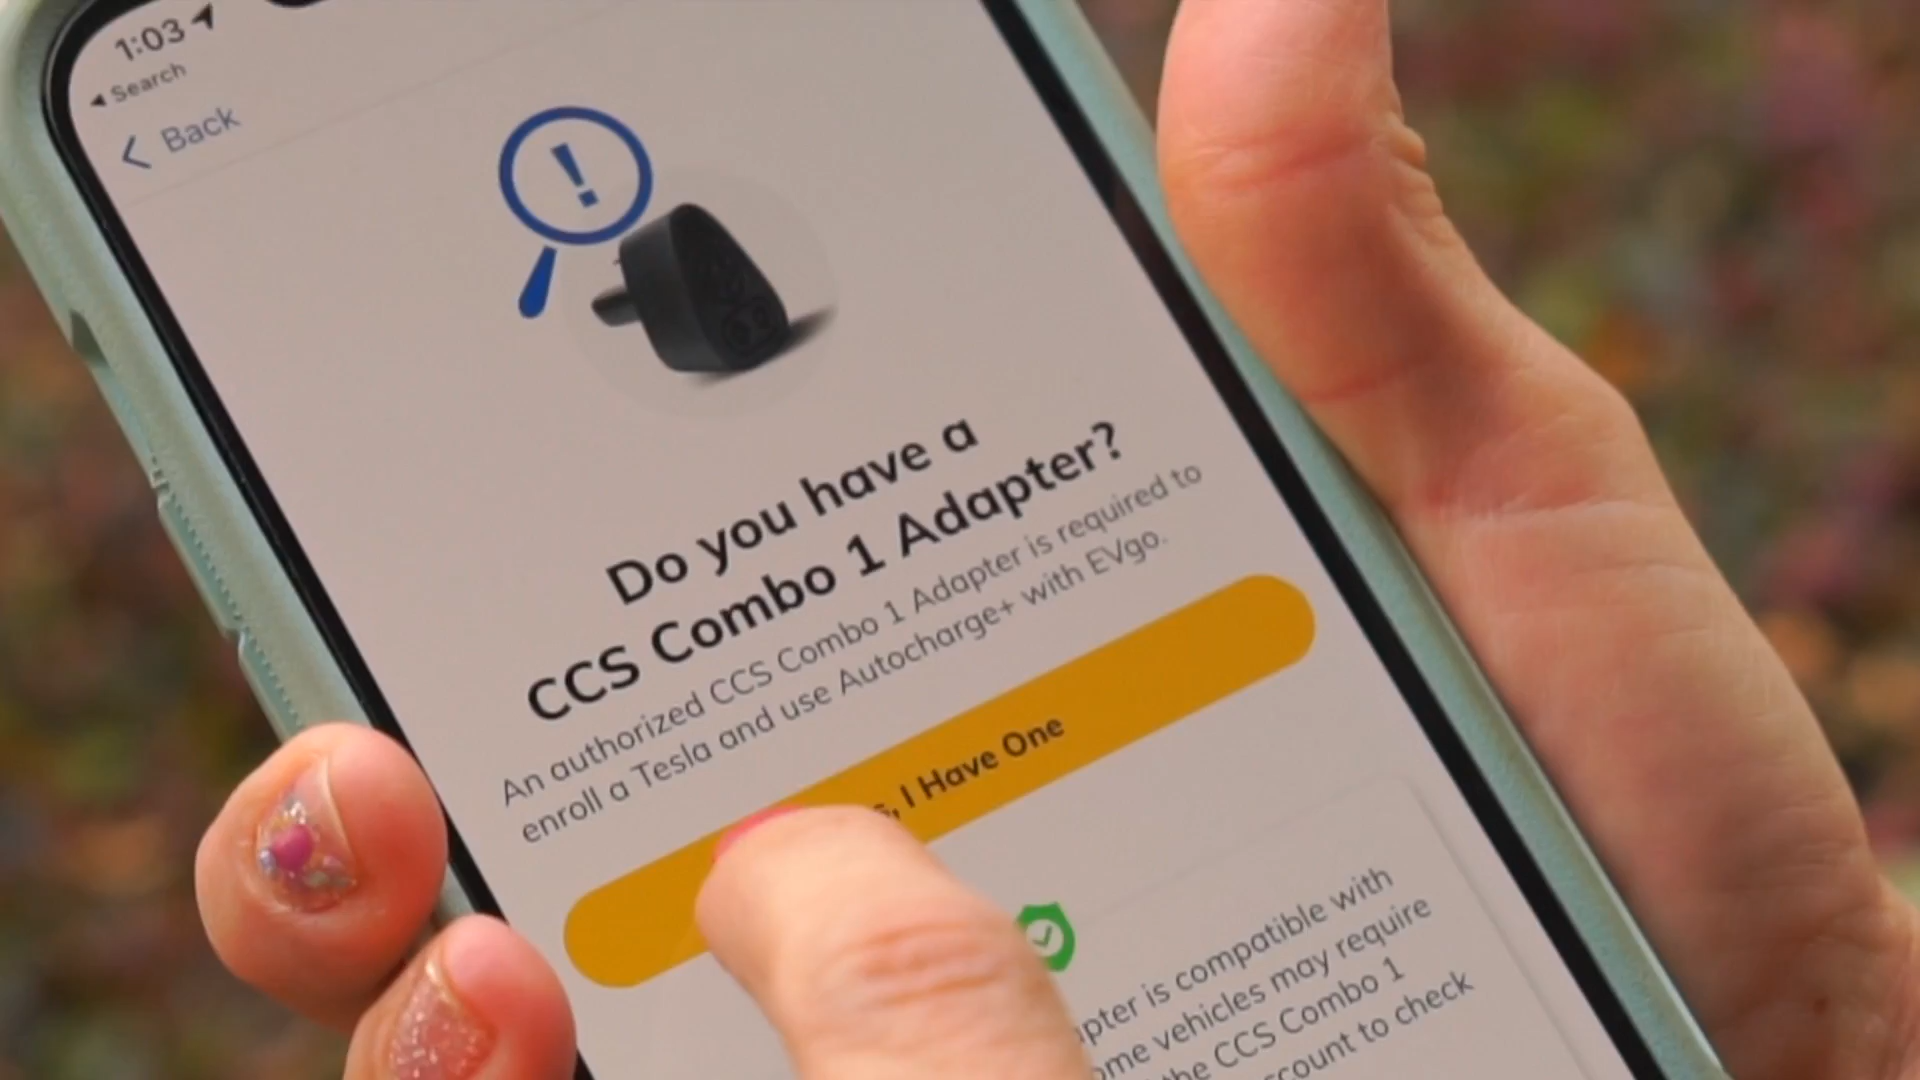 1:03
Search
Back
Do you have a
CCS Combo 1 Adapter?
An authorized CCS Combo 1 Adapter is required to
enroll a Tesla and use Autocharge+ with EVgo.
I Have One
is compatible with
vehicles may require
the CCS Combo 1
to check